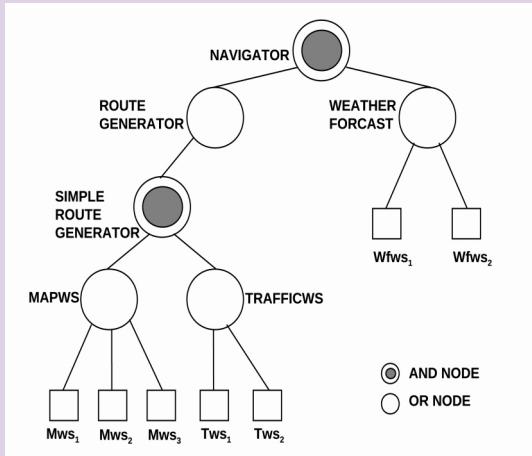 NAVIGATOR
ROUTE
GENERATOR
WEATHER
FORCAST
SIMPLE
ROUTE
GENERATOR
Wfws1 Wfws2
MAPWS TRAFFICWS
AND NODE
OR NODE
Mws1 Mws2 Mws3 Tws1 Tws2